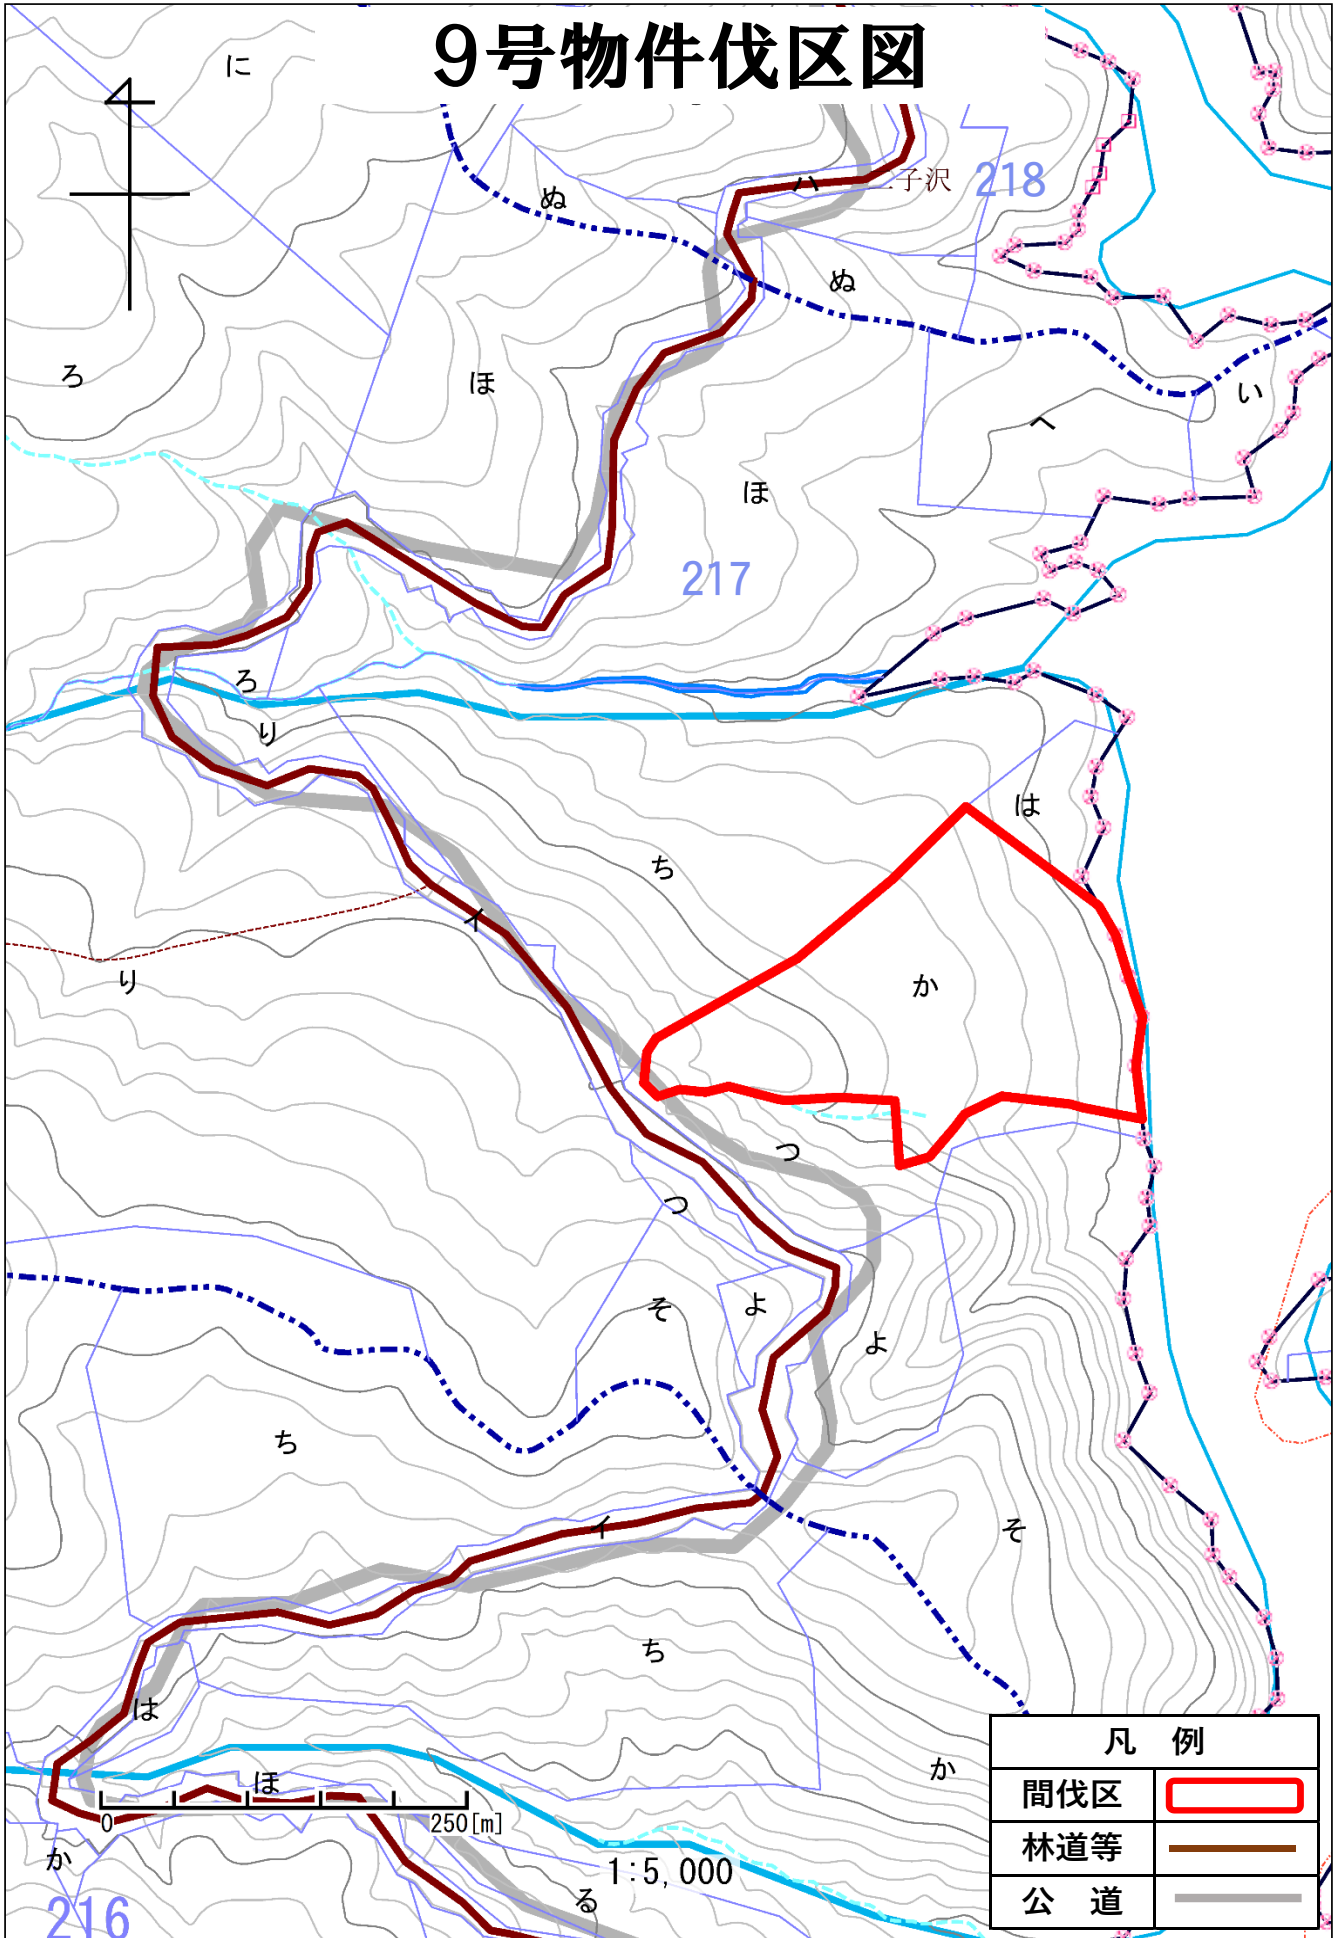 9号物件伐区図
に
ぬ
ハ
二子沢
218
ぬ
ろ
ほ
い
へ
ほ
217
ろ
り
は
ち
イ
り
か
つ
つ
そ
よ
よ
ち
イ
そ
ち
は
か
ほ
0
250[m]
か
1:5,000
る
216
凡 例
間伐区
林道等
公 道